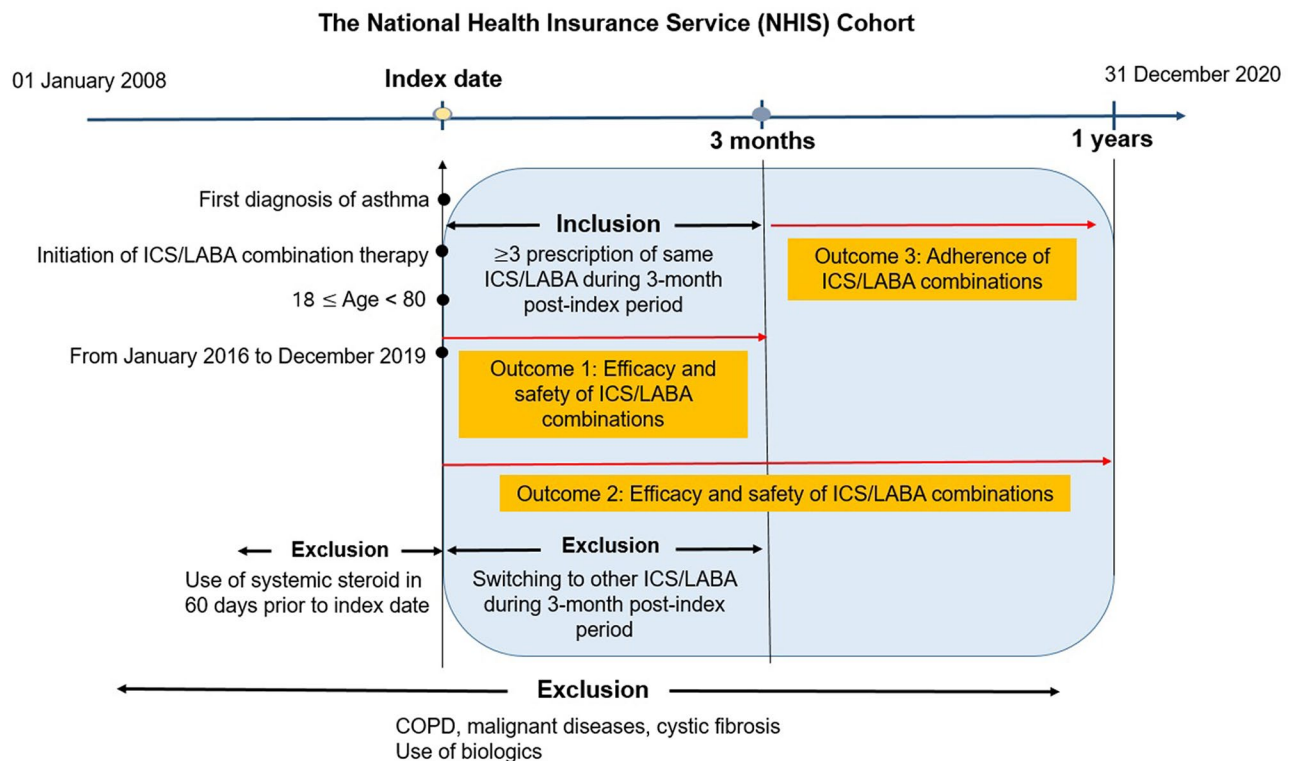 The National Health Insurance Service (NHIS) Cohort
01 January 2008
Index date
31 December 2020
3 months
1 years
First diagnosis of asthma
Initiation of ICS/LABA combination therapy
18 ≤ Age < 80
From January 2016 to December 2019
Inclusion
≥3 prescription of same
ICS/LABA during 3-month
post-index period
Outcome 3: Adherence of
ICS/LABA combinations
Outcome 1: Efficacy and
safety of ICS/LABA
combinations
Outcome 2: Efficacy and safety of ICS/LABA combinations
Exclusion
Use of systemic steroid in
60 days prior to index date
Exclusion
Switching to other ICS/LABA
during 3-month post-index
period
Exclusion
COPD, malignant diseases, cystic fibrosis
Use of biologics